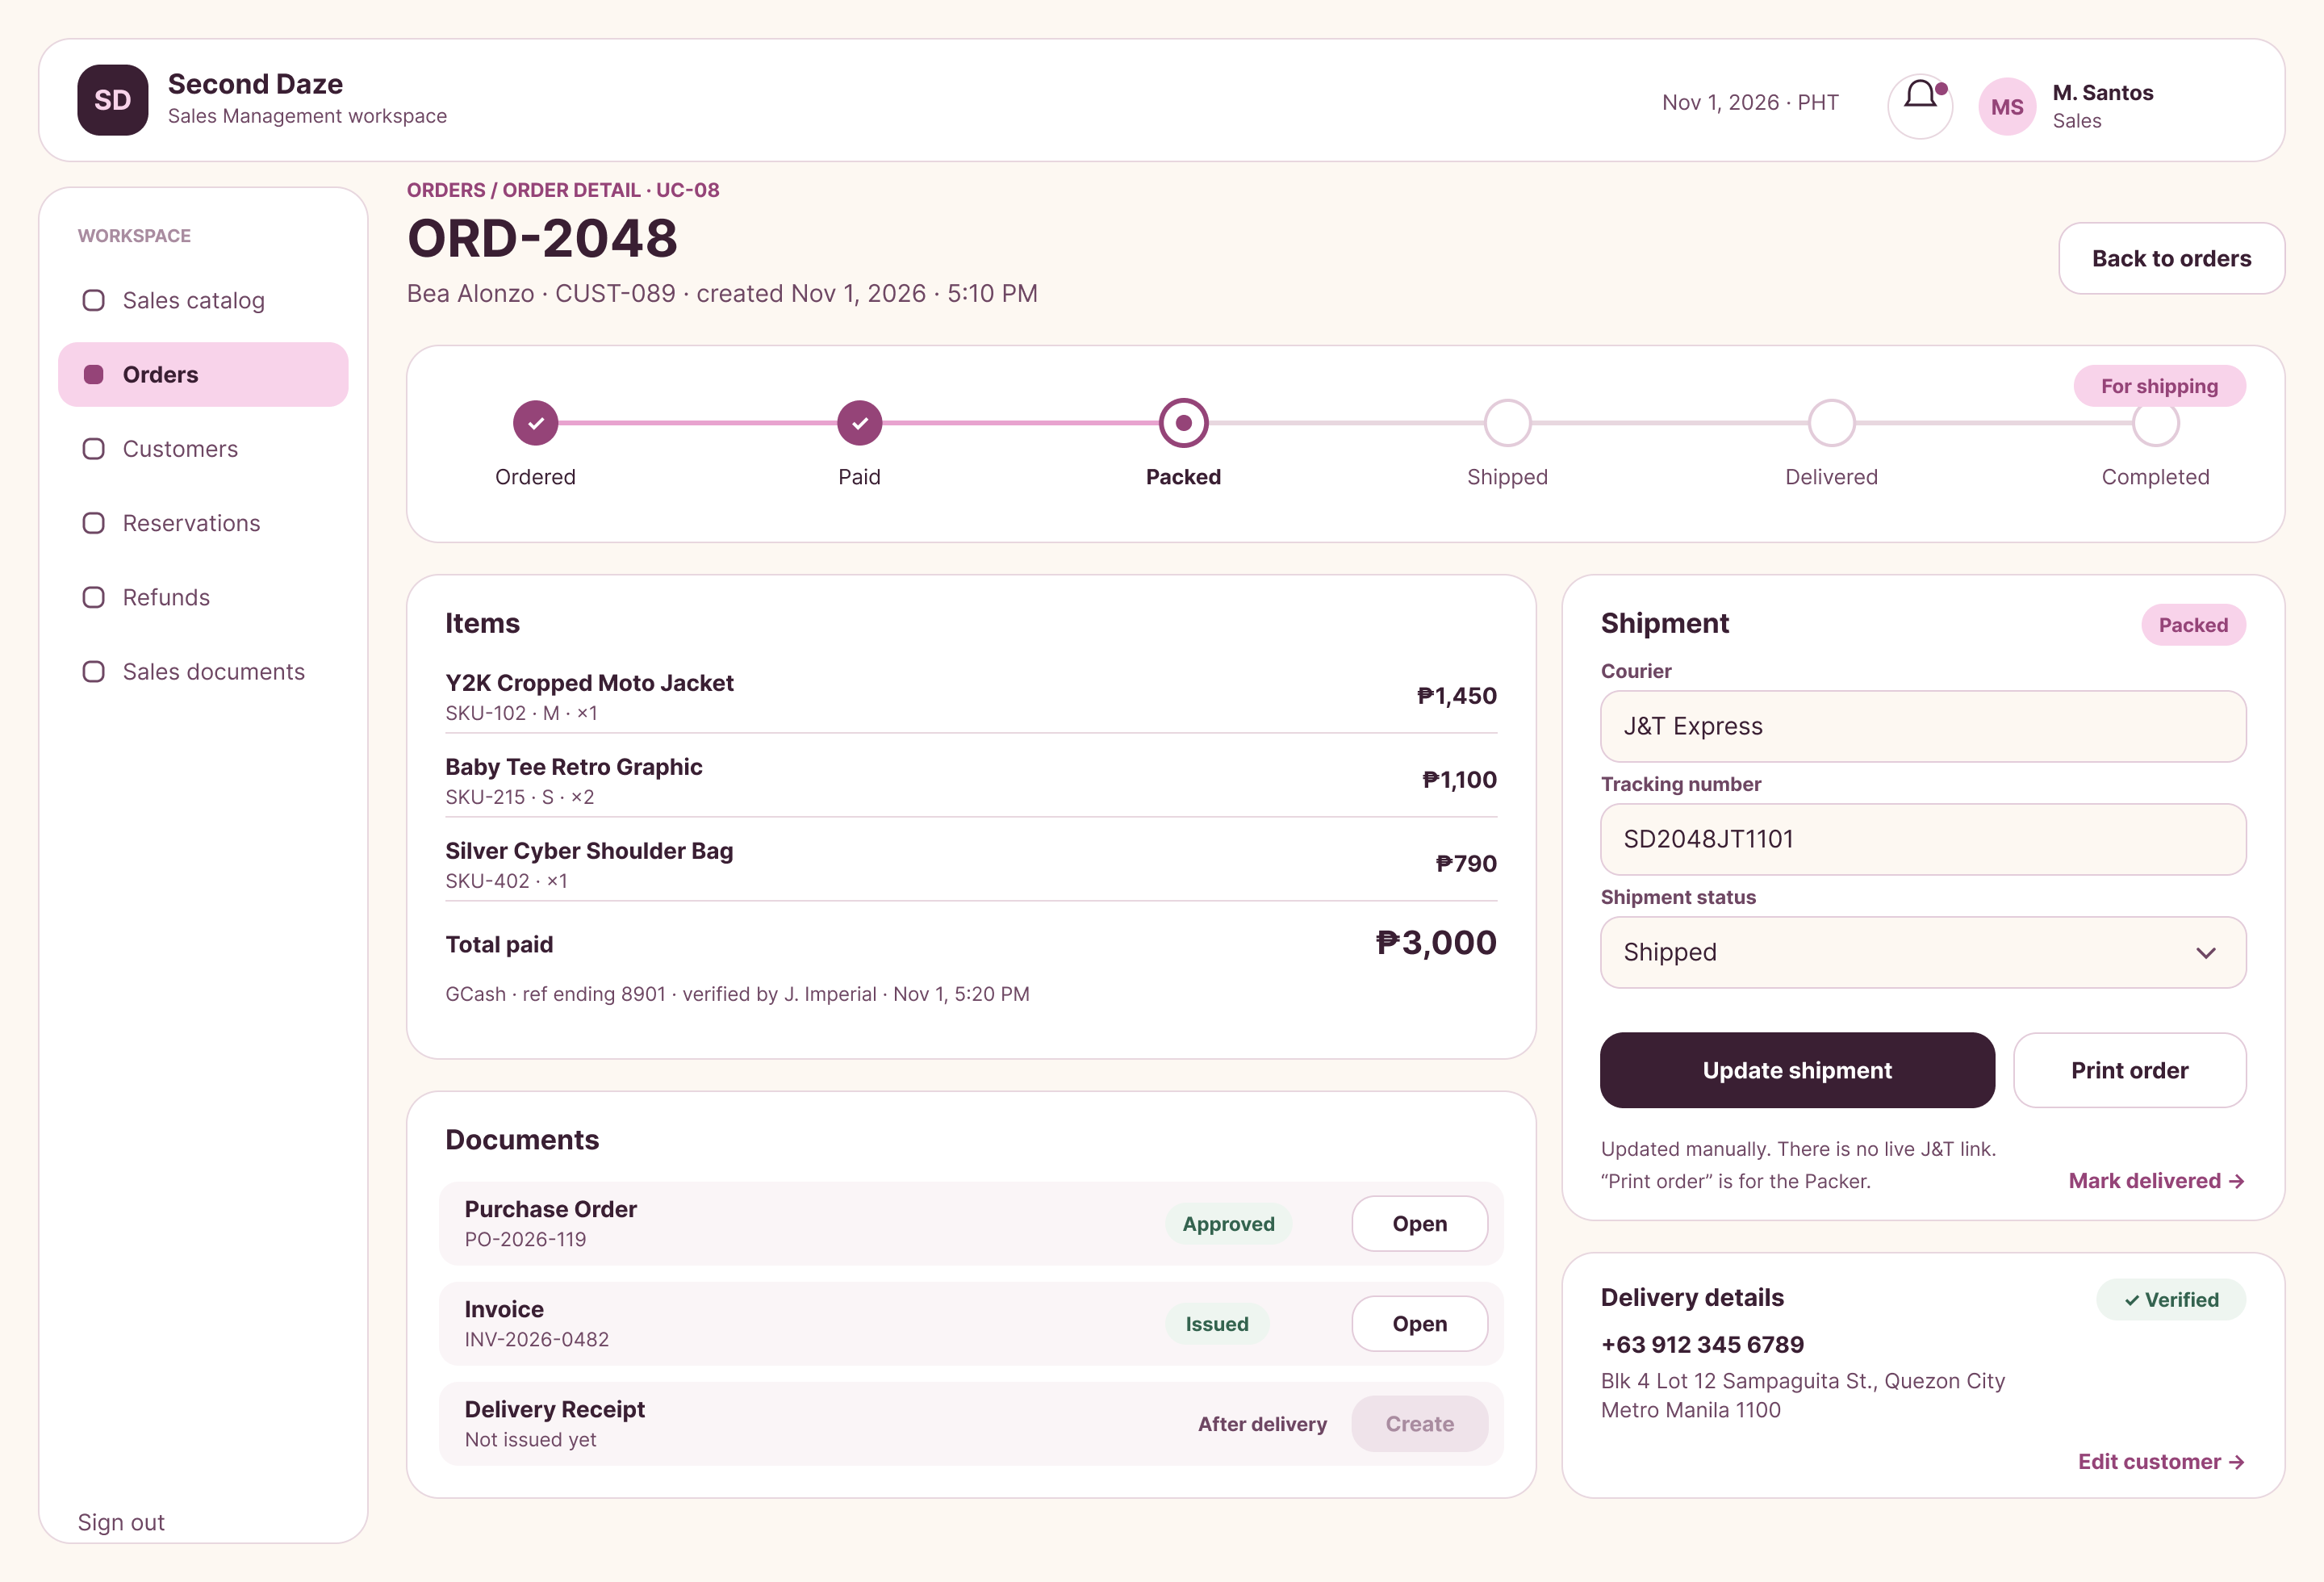 SD
Second Daze
Sales Management workspace
Nov 1, 2026 · PHT
MS
M. Santos
Sales
WORKSPACE
Sales catalog
Orders
Customers
Reservations
Refunds
Sales documents
Sign out
ORDERS / ORDER DETAIL · UC-08
ORD-2048
Bea Alonzo · CUST-089 · created Nov 1, 2026 · 5:10 PM
Back to orders
For shipping
Ordered
Paid
Packed
Shipped
Delivered
Completed
Items
Y2K Cropped Moto Jacket
SKU-102 · M · ×1
₱1,450
Baby Tee Retro Graphic
SKU-215 · S · ×2
₱1,100
Silver Cyber Shoulder Bag
SKU-402 · ×1
₱790
Total paid
₱3,000
GCash · ref ending 8901 · verified by J. Imperial · Nov 1, 5:20 PM
Documents
Purchase Order
PO-2026-119
Approved
Open
Invoice
INV-2026-0482
Issued
Open
Delivery Receipt
Not issued yet
After delivery
Create
Shipment
Packed
Courier
J&T Express
Tracking number
SD2048JT1101
Shipment status
Shipped
Update shipment
Print order
Updated manually. There is no live J&T link.
“Print order” is for the Packer.
Mark delivered →
Delivery details
✓ Verified
+63 912 345 6789
Blk 4 Lot 12 Sampaguita St., Quezon City
Metro Manila 1100
Edit customer →